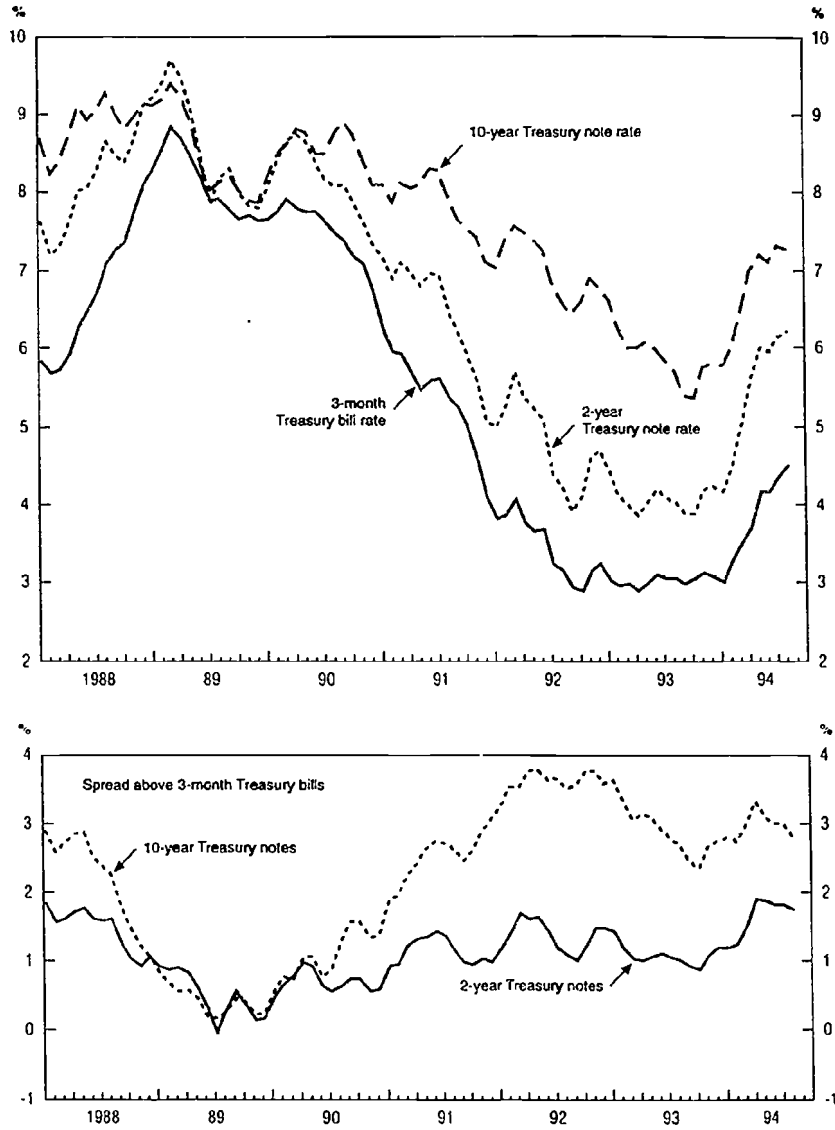 % %
10 10
10-year Treasury note rate
9 9
8 8
7 7
6 6
3-month
Treasury bill rate
2-year
Treasury note rate
5 5
4 4
3 3
2 2
1988 89 90 91 92 93 94
% %
4 4
Spread above 3-month Treasury bills
10-year Treasury notes
3 3
2 2
1 1
2-year Treasury notes
0 0
-1 -1
1988 89 90 91 92 93 94